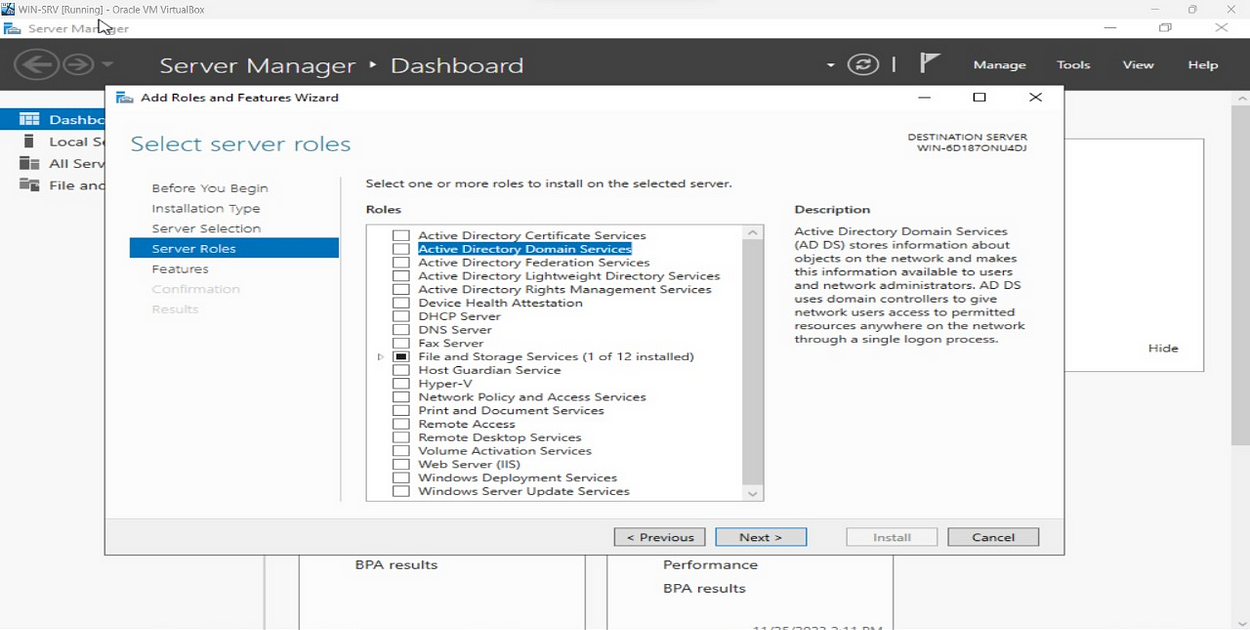 WIN-SRV [Running] - Oracle VM VirtualBox
Server Manager
Server Manager • Dashboard
Manage Tools View Help
Dashbc
Local Se
All Serv
File and
Add Roles and Features Wizard
Select server roles
DESTINATION SERVER
WIN-6D187ONU4DJ
Before You Begin
Installation Type
Server Selection
Server Roles
Features
Confirmation
Results
Select one or more roles to install on the selected server.
Roles
Active Directory Certificate Services
Active Directory Domain Services
Active Directory Federation Services
Active Directory Lightweight Directory Services
Active Directory Rights Management Services
Device Health Attestation
DHCP Server
DNS Server
Fax Server
File and Storage Services (1 of 12 installed)
Host Guardian Service
Hyper-V
Network Policy and Access Services
Print and Document Services
Remote Access
Remote Desktop Services
Volume Activation Services
Web Server (IIS)
Windows Deployment Services
Windows Server Update Services
Description
Active Directory Domain Services
(AD DS) stores information about
objects on the network and makes
this information available to users
and network administrators. AD DS
uses domain controllers to give
network users access to permitted
resources anywhere on the network
through a single logon process.
Hide
< Previous
Next >
Install
Cancel
BPA results
Performance
BPA results